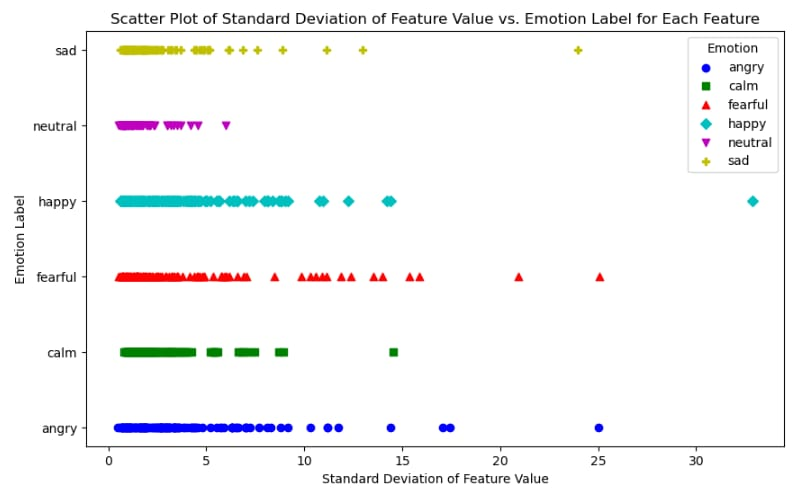 Scatter Plot of Standard Deviation of Feature Value vs. Emotion Label for Each Feature
Emotion Label
sad
neutral
happy
fearful
calm
angry
Emotion
angry
calm
fearful
happy
neutral
sad
0 5 10 15 20 25 30
Standard Deviation of Feature Value